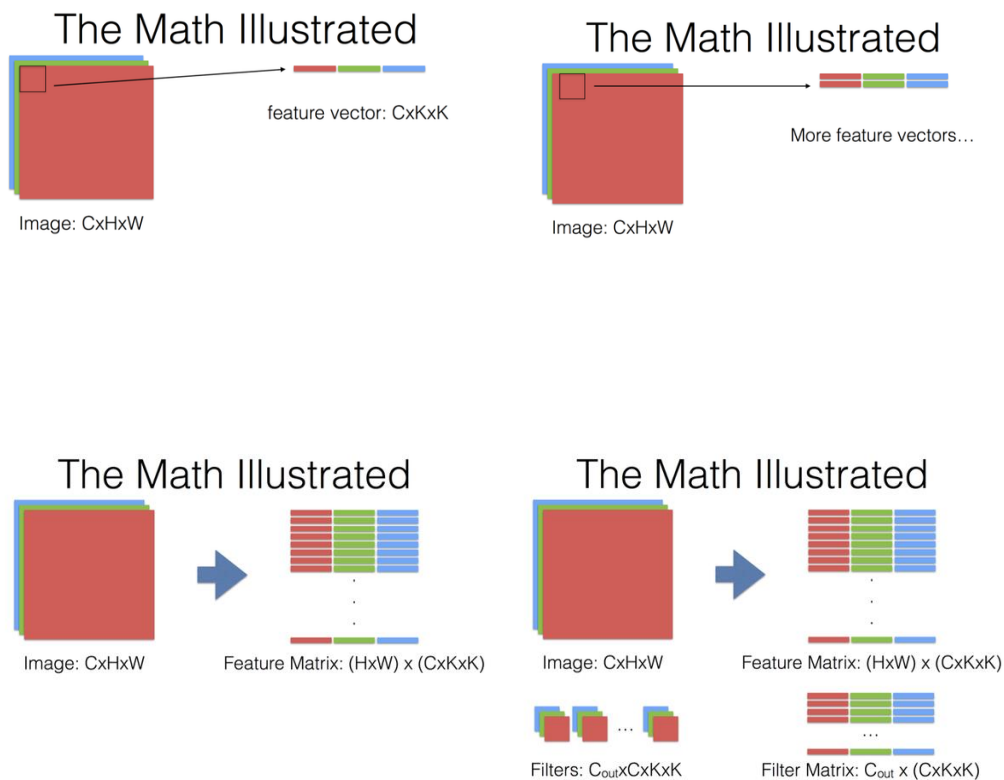 The Math Illustrated
feature vector: CxKxK
Image: CxHxW
The Math Illustrated
More feature vectors…
Image: CxHxW
The Math Illustrated
.
.
.
Image: CxHxW
Feature Matrix: (HxW) x (CxKxK)
The Math Illustrated
.
.
.
Image: CxHxW
Feature Matrix: (HxW) x (CxKxK)
...
...
Filters: CoutxCxKxK
Filter Matrix: Cout x (CxKxK)